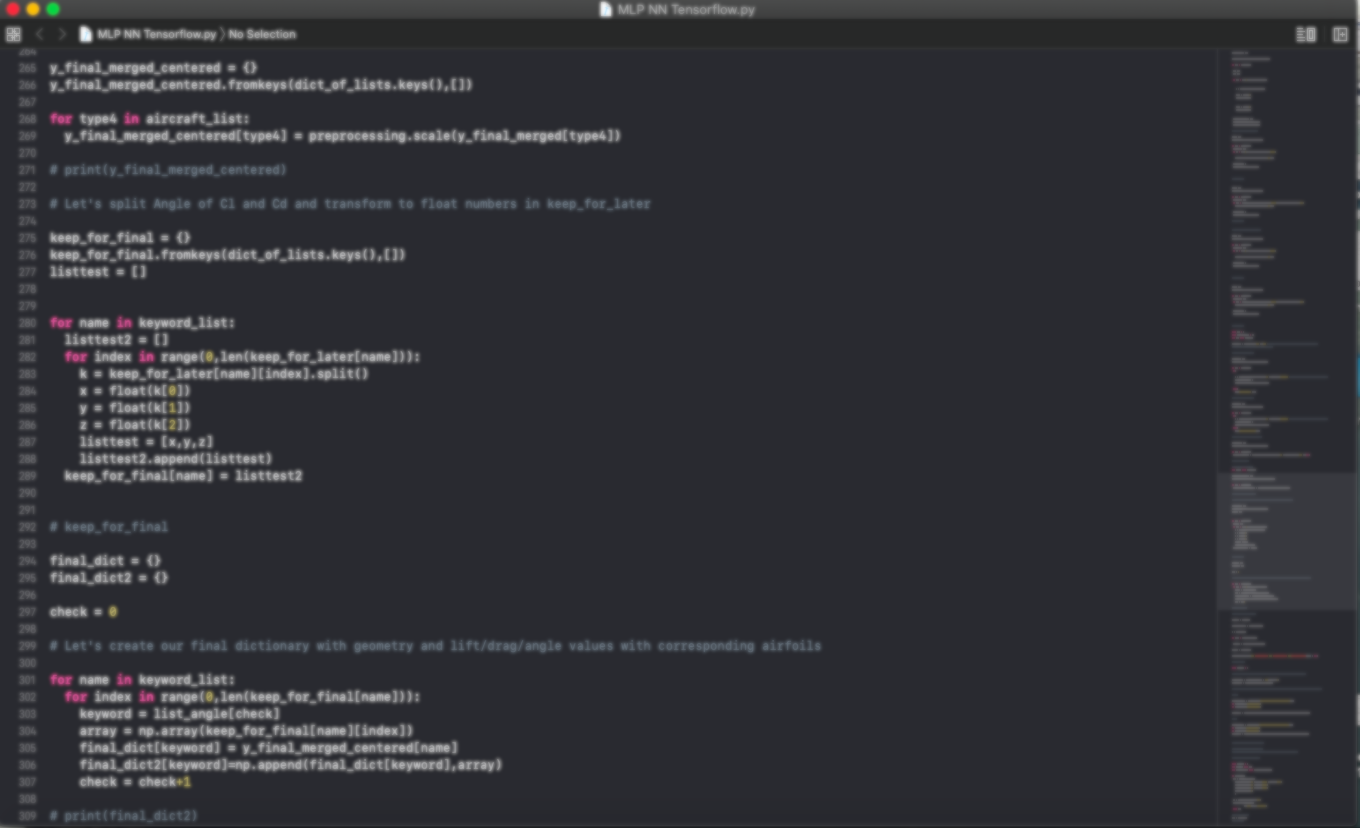 MLP NN Tensorflow.py
MLP NN Tensorflow.py > No Selection
264
265 y_final_merged_centered = {}
266 y_final_merged_centered.fromkeys(dict_of_lists.keys(),[])
267
268 for type4 in aircraft_list:
269   y_final_merged_centered[type4] = preprocessing.scale(y_final_merged[type4])
270
271 # print(y_final_merged_centered)
272
273 # Let's split Angle of Cl and Cd and transform to float numbers in keep_for_later
274
275 keep_for_final = {}
276 keep_for_final.fromkeys(dict_of_lists.keys(),[])
277 listtest = []
278
279
280 for name in keyword_list:
281   listtest2 = []
282   for index in range(0,len(keep_for_later[name])):
283     k = keep_for_later[name][index].split()
284     x = float(k[0])
285     y = float(k[1])
286     z = float(k[2])
287     listtest = [x,y,z]
288     listtest2.append(listtest)
289   keep_for_final[name] = listtest2
290
291
292 # keep_for_final
293
294 final_dict = {}
295 final_dict2 = {}
296
297 check = 0
298
299 # Let's create our final dictionary with geometry and lift/drag/angle values with corresponding airfoils
300
301 for name in keyword_list:
302   for index in range(0,len(keep_for_final[name])):
303     keyword = list_angle[check]
304     array = np.array(keep_for_final[name][index])
305     final_dict[keyword] = y_final_merged_centered[name]
306     final_dict2[keyword]=np.append(final_dict[keyword],array)
307     check = check+1
308
309 # print(final_dict2)